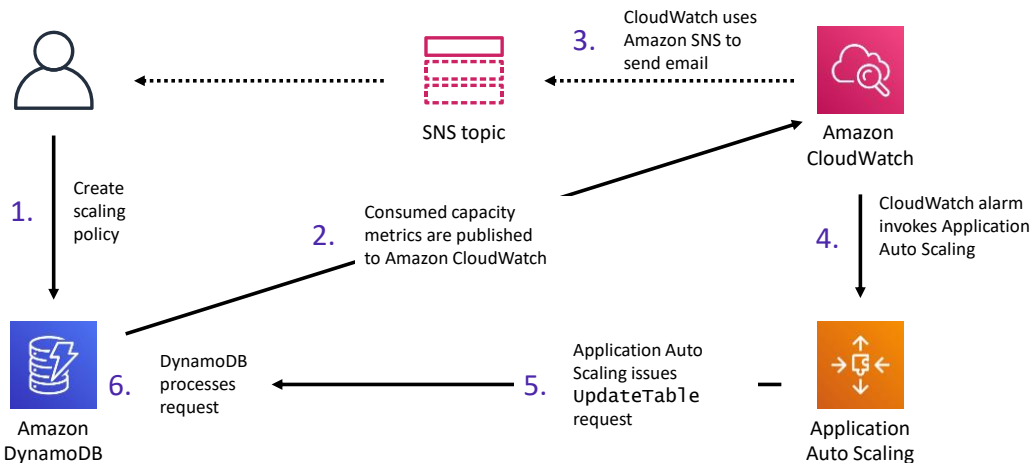 3.
CloudWatch uses
Amazon SNS to
send email
SNS topic
Amazon
CloudWatch
1.
Create
scaling
policy
2.
Consumed capacity
metrics are published
to Amazon CloudWatch
4.
CloudWatch alarm
invokes Application
Auto Scaling
6.
DynamoDB
processes
request
5.
Application Auto
Scaling issues
UpdateTable
request
Amazon
DynamoDB
Application
Auto Scaling